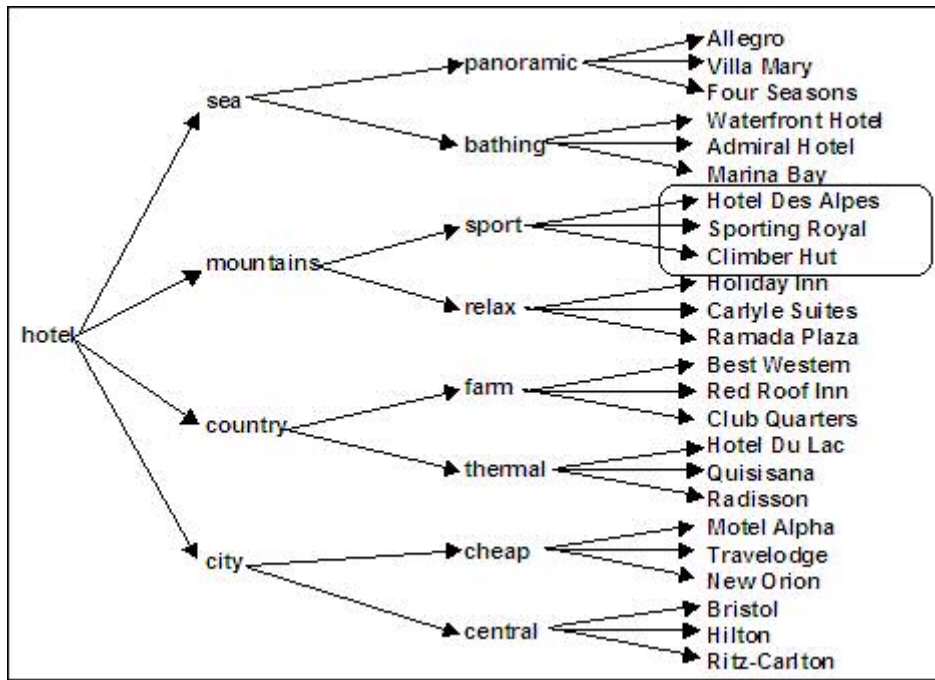 hotel
sea
mountains
country
city
panoramic
bathing
sport
relax
farm
thermal
cheap
central
Allegro
Villa Mary
Four Seasons
Waterfront Hotel
Admiral Hotel
Marina Bay
Hotel Des Alpes
Sporting Royal
Climber Hut
Holiday Inn
Carlyle Suites
Ramada Plaza
Best Western
Red Roof Inn
Club Quarters
Hotel Du Lac
Quisisana
Radisson
Motel Alpha
Travelodge
New Orion
Bristol
Hilton
Ritz-Carlton